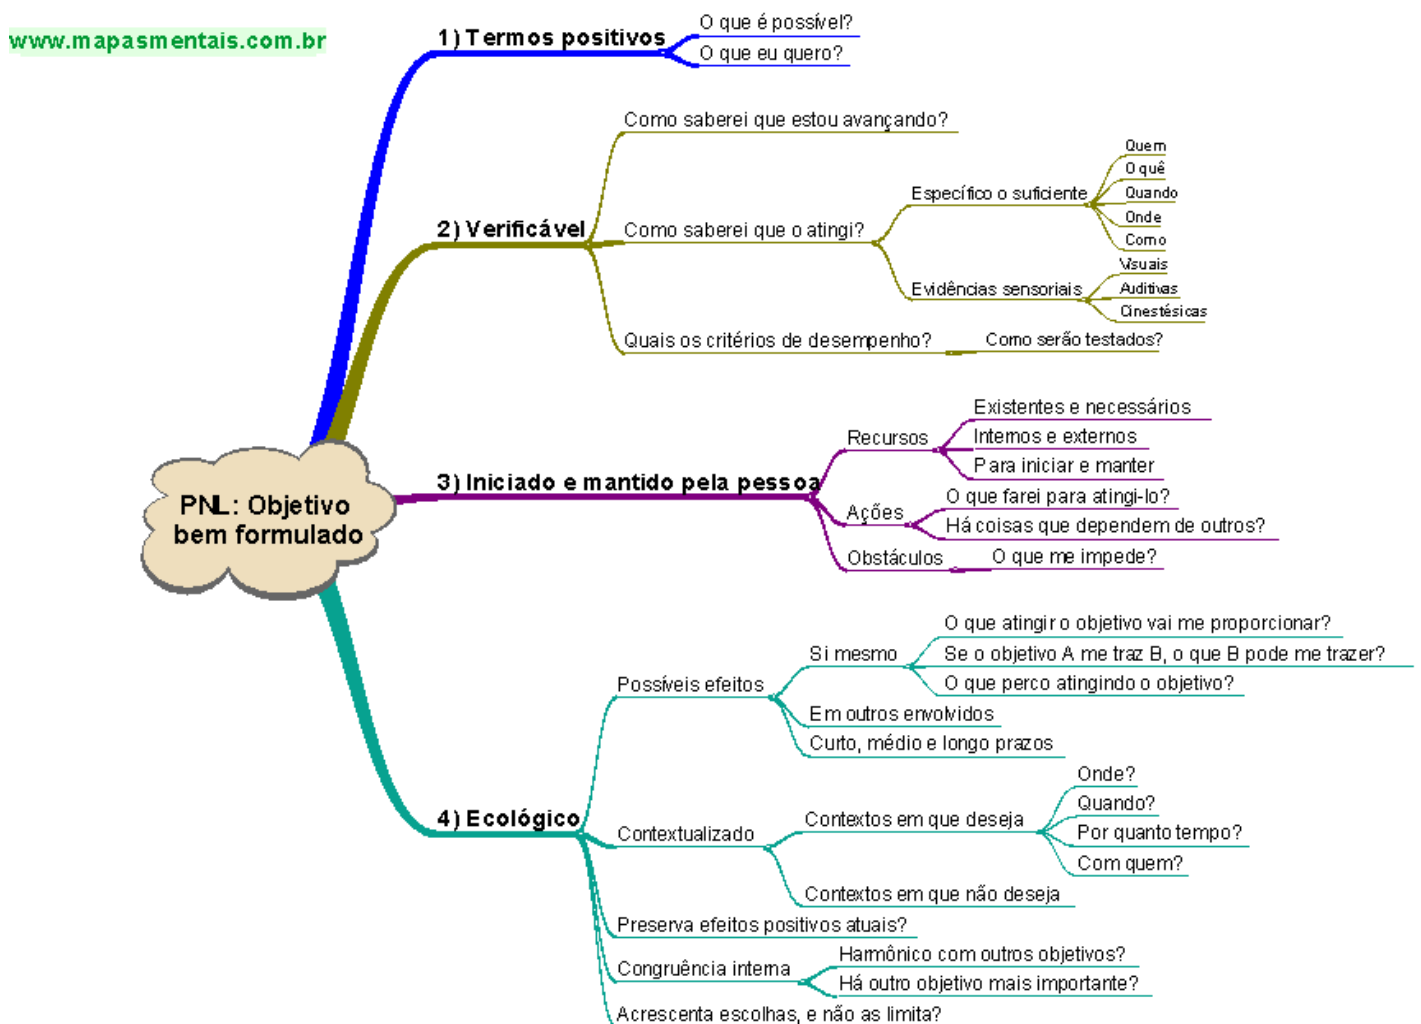 www.mapasmentais.com.br
PNL: Objetivo
bem formulado
1) Termos positivos
O que é possível?
O que eu quero?
2) Verificável
Como saberei que estou avançando?
Como saberei que o atingi?
Específico o suficiente
Quem
O quê
Quando
Onde
Como
Evidências sensoriais
Visuais
Auditivas
Cinestésicas
Quais os critérios de desempenho?
Como serão testados?
3) Iniciado e mantido pela pessoa
Recursos
Existentes e necessários
Internos e externos
Para iniciar e manter
Ações
O que farei para atingi-lo?
Há coisas que dependem de outros?
Obstáculos
O que me impede?
4) Ecológico
Possíveis efeitos
Si mesmo
O que atingir o objetivo vai me proporcionar?
Se o objetivo A me traz B, o que B pode me trazer?
O que perco atingindo o objetivo?
Em outros envolvidos
Curto, médio e longo prazos
Contextualizado
Contextos em que deseja
Onde?
Quando?
Por quanto tempo?
Com quem?
Contextos em que não deseja
Preserva efeitos positivos atuais?
Congruência interna
Harmônico com outros objetivos?
Há outro objetivo mais importante?
Acrescenta escolhas, e não as limita?